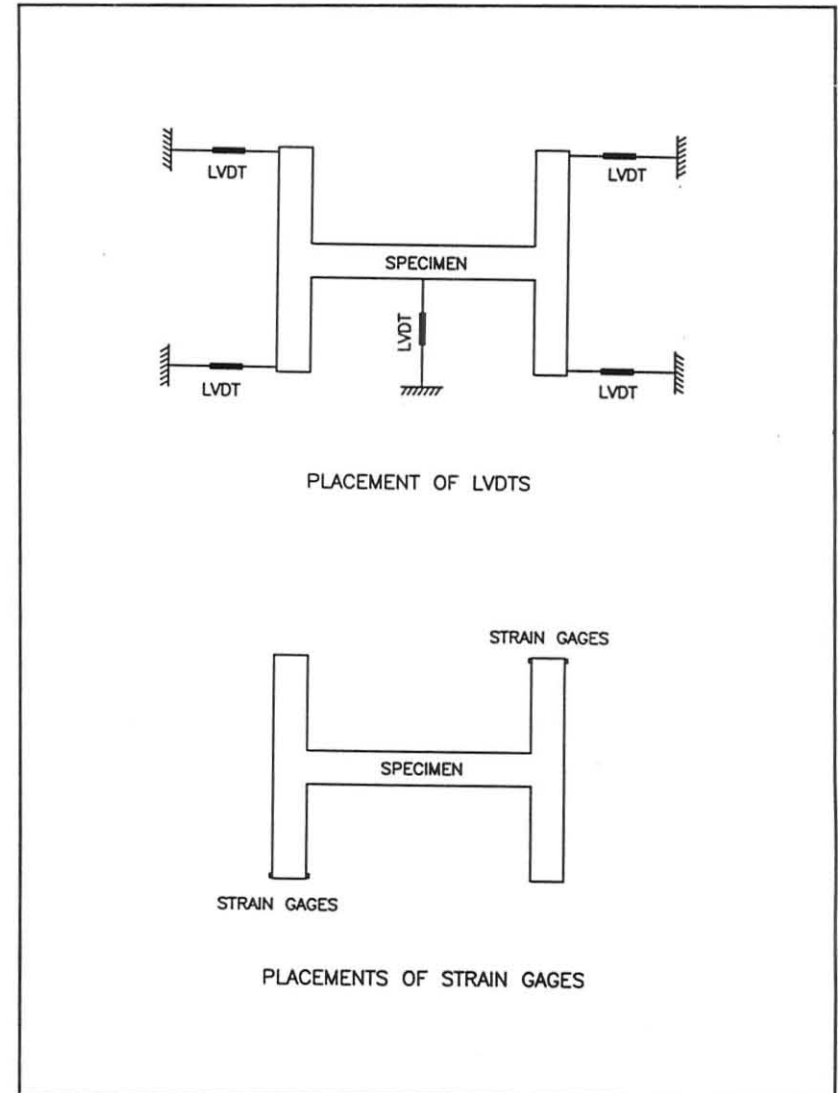 LVDT
LVDT
SPECIMEN
LVDT
LVDT
LVDT
PLACEMENT OF LVDTS
STRAIN GAGES
SPECIMEN
STRAIN GAGES
PLACEMENTS OF STRAIN GAGES